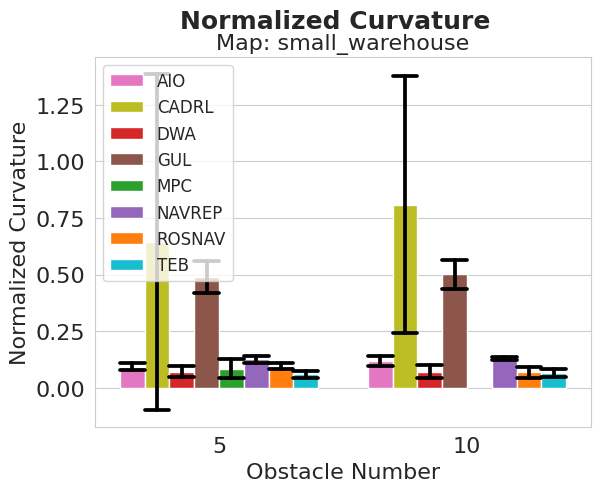 Normalized Curvature
Map: small_warehouse
Normalized Curvature
1.25
1.00
0.75
0.50
0.25
0.00
AIO
CADRL
DWA
GUL
MPC
NAVREP
ROSNAV
TEB
5
10
Obstacle Number